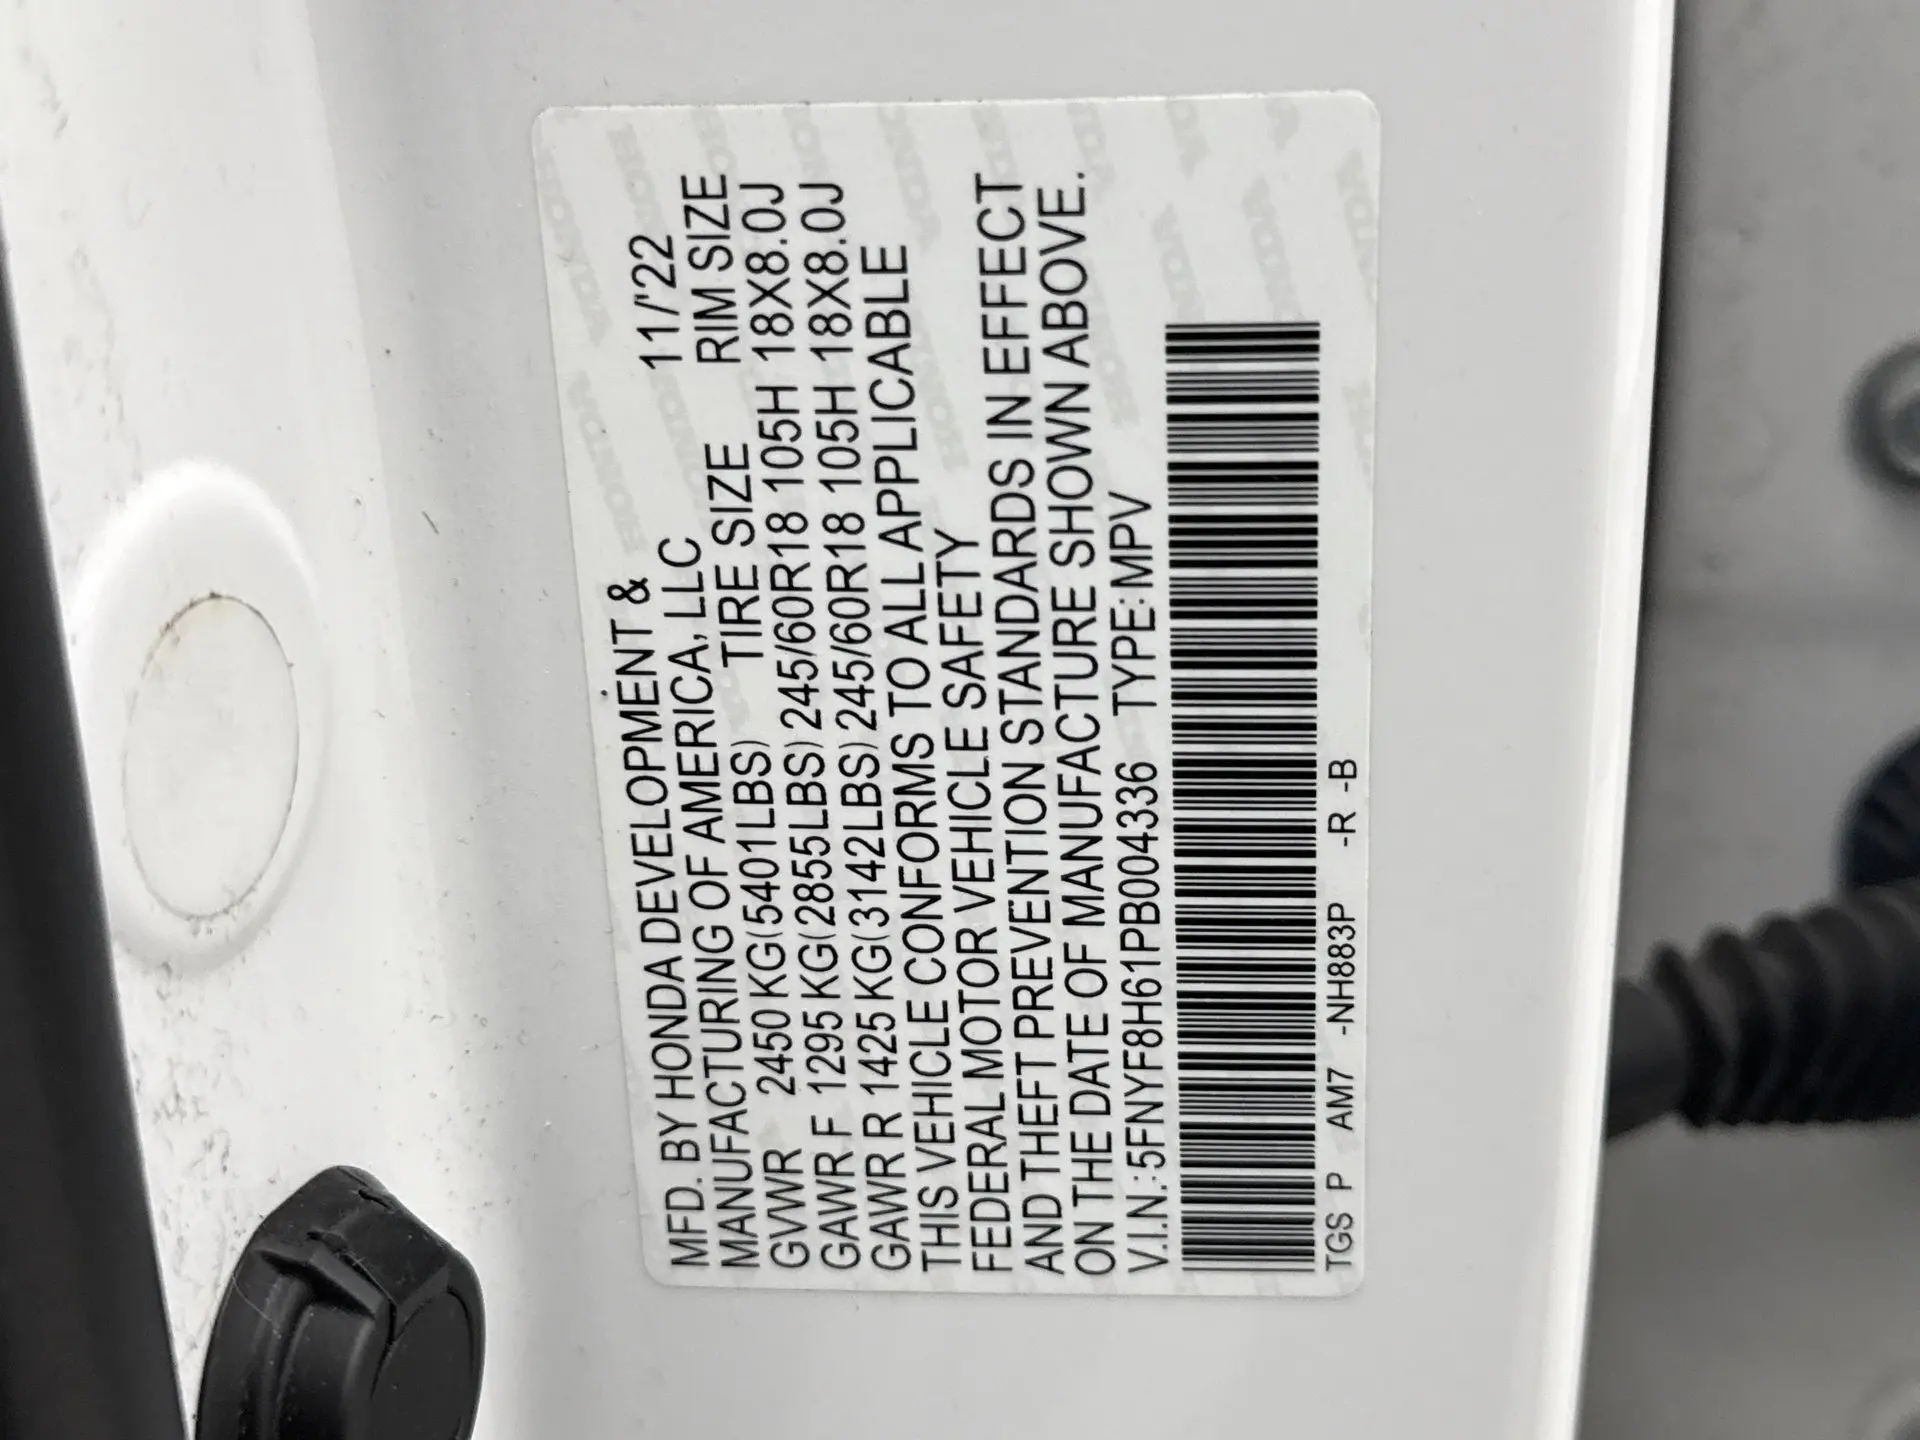 MFD. BY HONDA DEVELOPMENT & 11/'22
MANUFACTURING OF AMERICA, LLC
TIRE SIZE RIM SIZE
GVWR 2450 KG(5401LBS)
GAWR F 1295 KG(2855LBS) 245/60R18 105H 18X8.0J
GAWR R 1425 KG(3142LBS) 245/60R18 105H 18X8.0J
THIS VEHICLE CONFORMS TO ALL APPLICABLE
FEDERAL MOTOR VEHICLE SAFETY
AND THEFT PREVENTION STANDARDS IN EFFECT
ON THE DATE OF MANUFACTURE SHOWN ABOVE.
V.I.N.:5FNYF8H61PB004336 TYPE:MPV
TGS P AM7 -NH883P -R -B